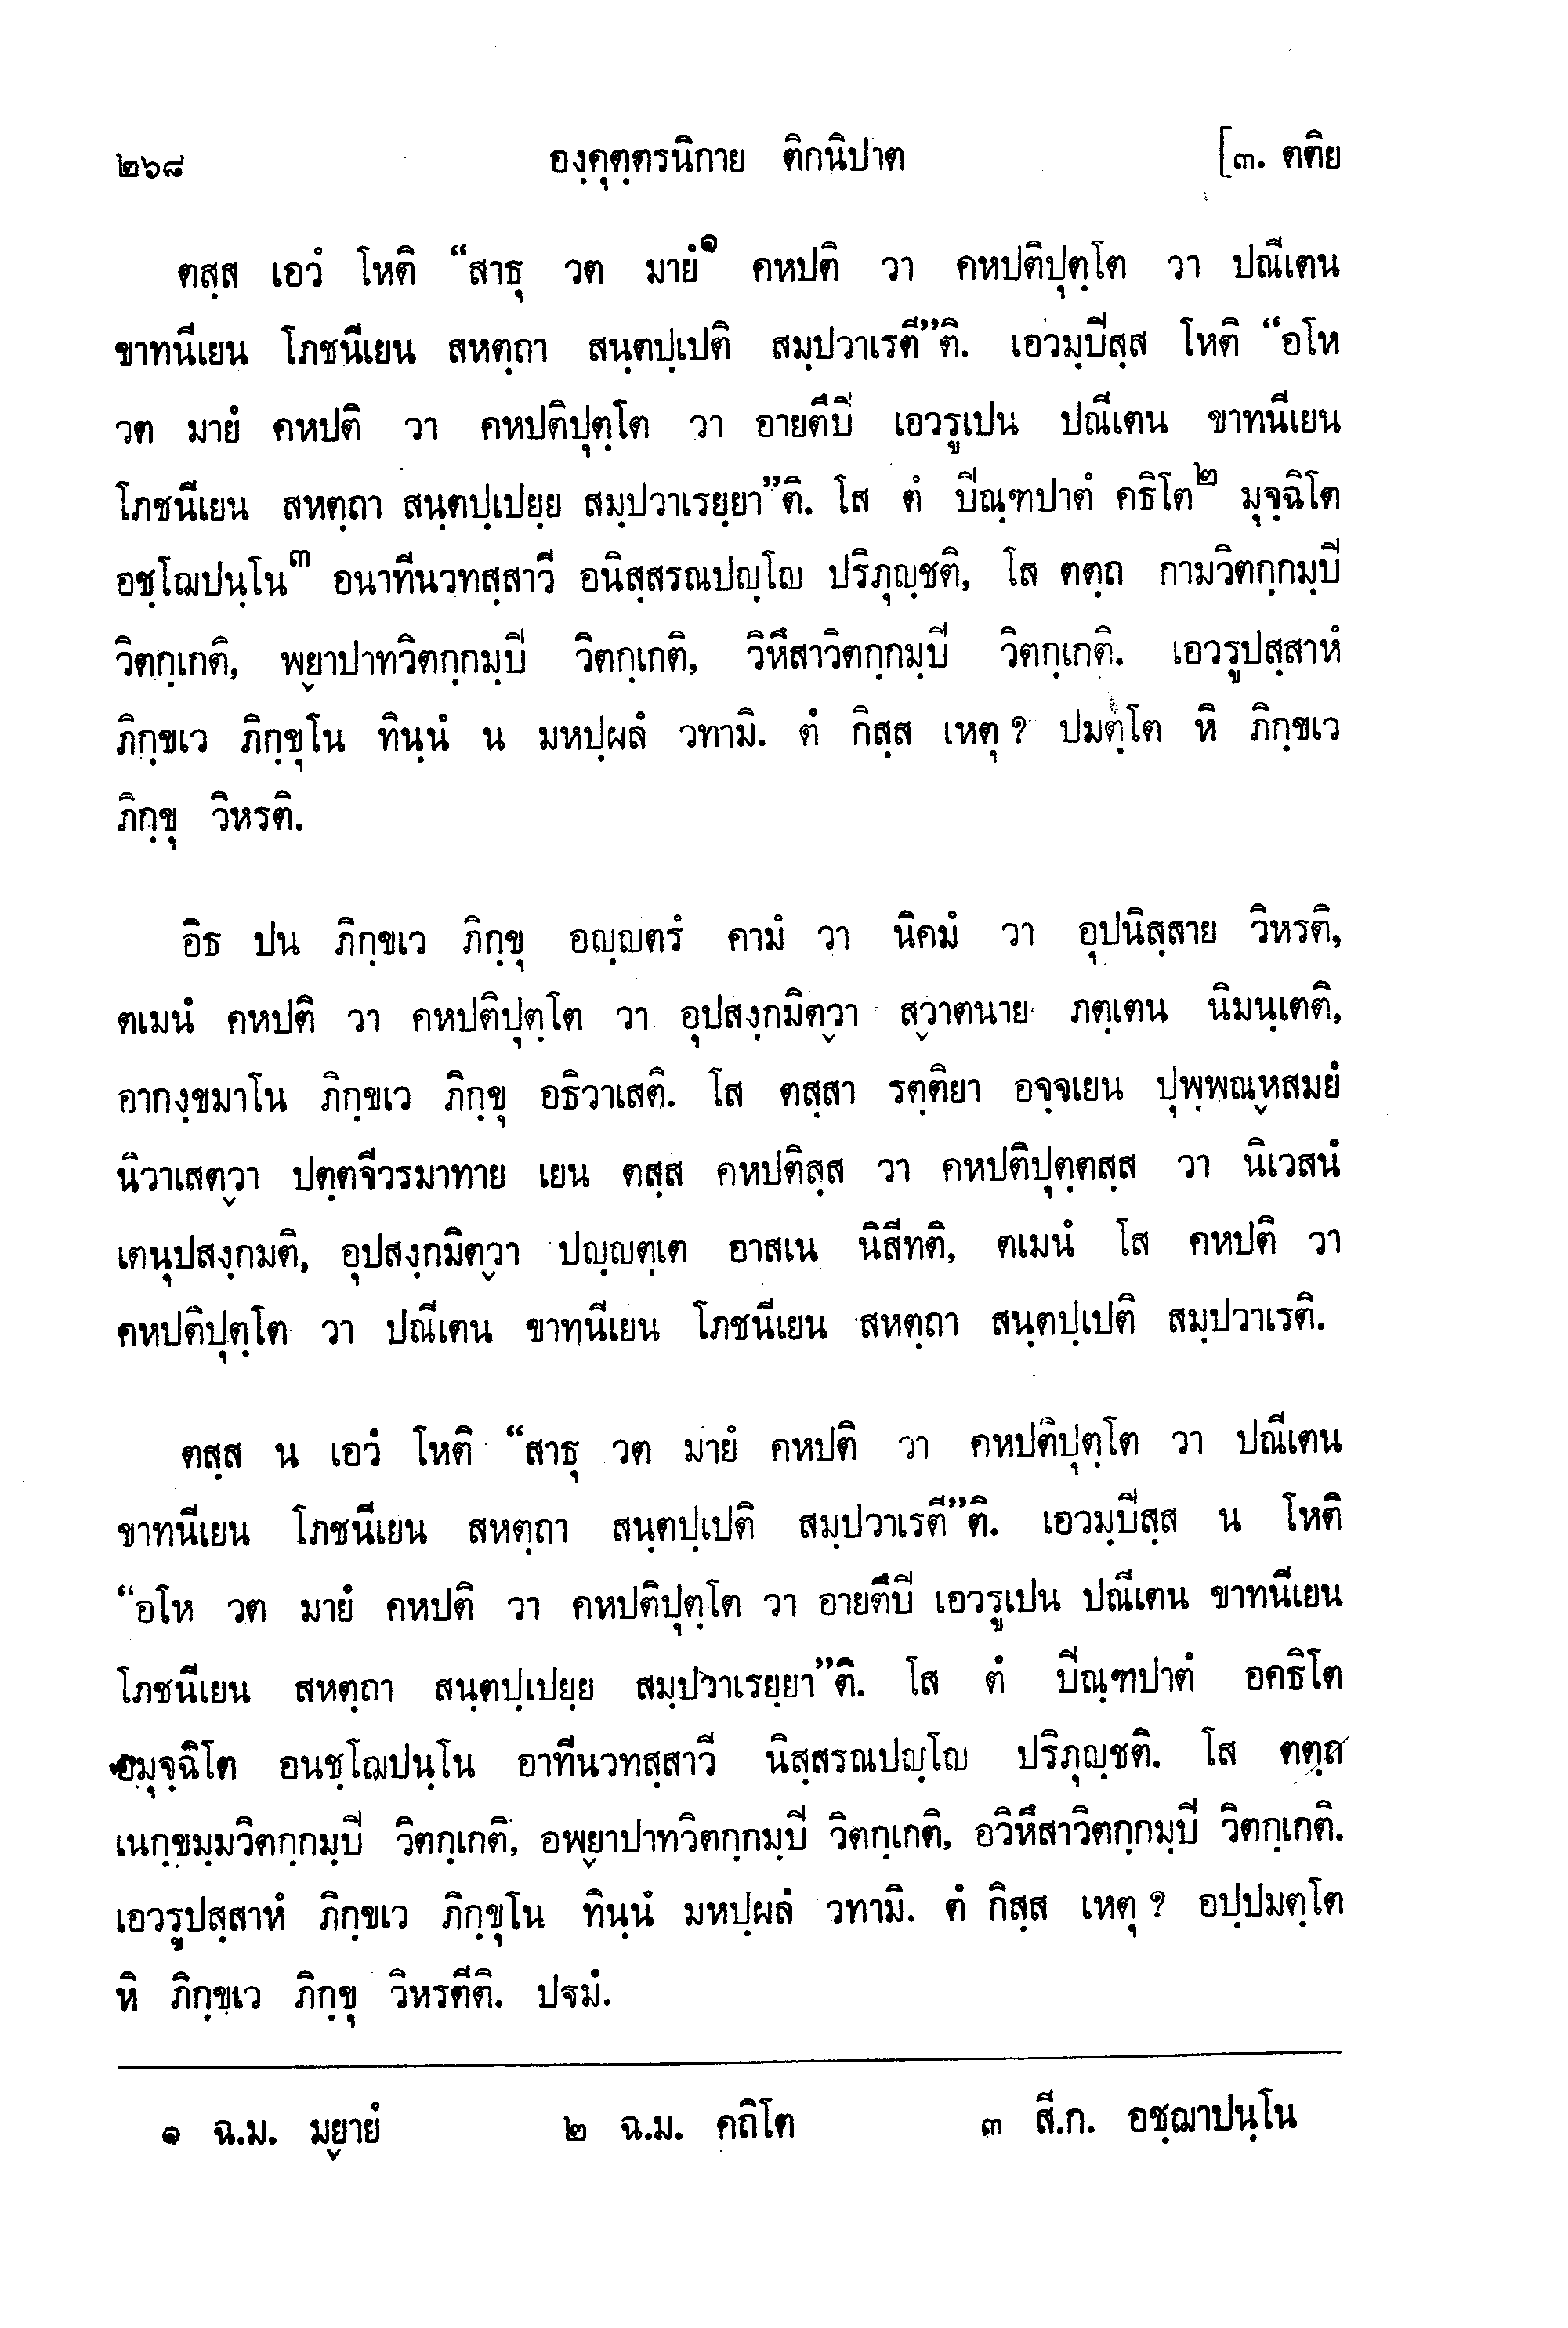 ๒๖๘ องฺคุตฺตรนิกาย ติกนิปาต [๓. ตติย
ตสฺส เอวํ โหติ “สาธุ วต มายํ๑ คหปติ วา คหปติปุตฺโต วา ปณีเตน
ขาทนีเยน โภชนีเยน สหตฺถา สนฺตปฺเปติ สมฺปวาเรตี”ติ. เอวมฺปีสฺส โหติ “อโห
วต มายํ คหปติ วา คหปติปุตฺโต วา อายตึปิ เอวรูเปน ปณีเตน ขาทนีเยน
โภชนีเยน สหตฺถา สนฺตปฺเปยฺย สมฺปวาเรยฺยา”ติ. โส ตํ ปิณฺฑปาตํ คธิโต๒ มุจฺฉิโต
อชฺโฌปนฺโน๓ อนาทีนวทสฺสาวี อนิสฺสรณปญฺโญ ปริภุญฺชติ, โส ตตฺถ กามวิตกฺกมฺปิ
วิตกฺเกติ, พฺยาปาทวิตกฺกมฺปิ วิตกฺเกติ, วิหึสาวิตกฺกมฺปิ วิตกฺเกติ. เอวรูปสฺสาหํ
ภิกฺขเว ภิกฺขุโน ทินฺนํ น มหปฺผลํ วทามิ. ตํ กิสฺส เหตุ ? ปมตฺโต หิ ภิกฺขเว
ภิกฺขุ วิหรติ.
อิธ ปน ภิกฺขเว ภิกฺขุ อญฺญตรํ คามํ วา นิคมํ วา อุปนิสฺสาย วิหรติ,
ตเมนํ คหปติ วา คหปติปุตฺโต วา อุปสงฺกมิตฺวา สฺวาตนาย ภตฺเตน นิมนฺเตติ,
อากงฺขมาโน ภิกฺขเว ภิกฺขุ อธิวาเสติ. โส ตสฺสา รตฺติยา อจฺจเยน ปุพฺพณฺหสมยํ
นิวาเสตฺวา ปตฺตจีวรมาทาย เยน ตสฺส คหปติสฺส วา คหปติปุตฺตสฺส วา นิเวสนํ
เตนุปสงฺกมติ, อุปสงฺกมิตฺวา ปญฺญตฺเต อาสเน นิสีทติ, ตเมนํ โส คหปติ วา
คหปติปุตฺโต วา ปณีเตน ขาทนีเยน โภชนีเยน สหตฺถา สนฺตปฺเปติ สมฺปวาเรติ.
ตสฺส น เอวํ โหติ “สาธุ วต มายํ คหปติ วา คหปติปุตฺโต วา ปณีเตน
ขาทนีเยน โภชนีเยน สหตฺถา สนฺตปฺเปติ สมฺปวาเรตี”ติ. เอวมฺปีสฺส น โหติ
“อโห วต มายํ คหปติ วา คหปติปุตฺโต วา อายตึปิ เอวรูเปน ปณีเตน ขาทนีเยน
โภชนีเยน สหตฺถา สนฺตปฺเปยฺย สมฺปวาเรยฺยา”ติ. โส ตํ ปิณฺฑปาตํ อคธิโต
อมุจฺฉิโต อนชฺโฌปนฺโน อาทีนวทสฺสาวี นิสฺสรณปญฺโญ ปริภุญฺชติ. โส ตตฺถ
เนกฺขมฺมวิตกฺกมฺปิ วิตกฺเกติ, อพฺยาปาทวิตกฺกมฺปิ วิตกฺเกติ, อวิหึสาวิตกฺกมฺปิ วิตกฺเกติ.
เอวรูปสฺสาหํ ภิกฺขเว ภิกฺขุโน ทินฺนํ มหปฺผลํ วทามิ. ตํ กิสฺส เหตุ ? อปฺปมตฺโต
หิ ภิกฺขเว ภิกฺขุ วิหรตีติ. ปฐมํ.
๑ ฉ.ม. มฺยายํ ๒ ฉ.ม. คถิโต ๓ สี.ก. อชฺฌาปนฺโน